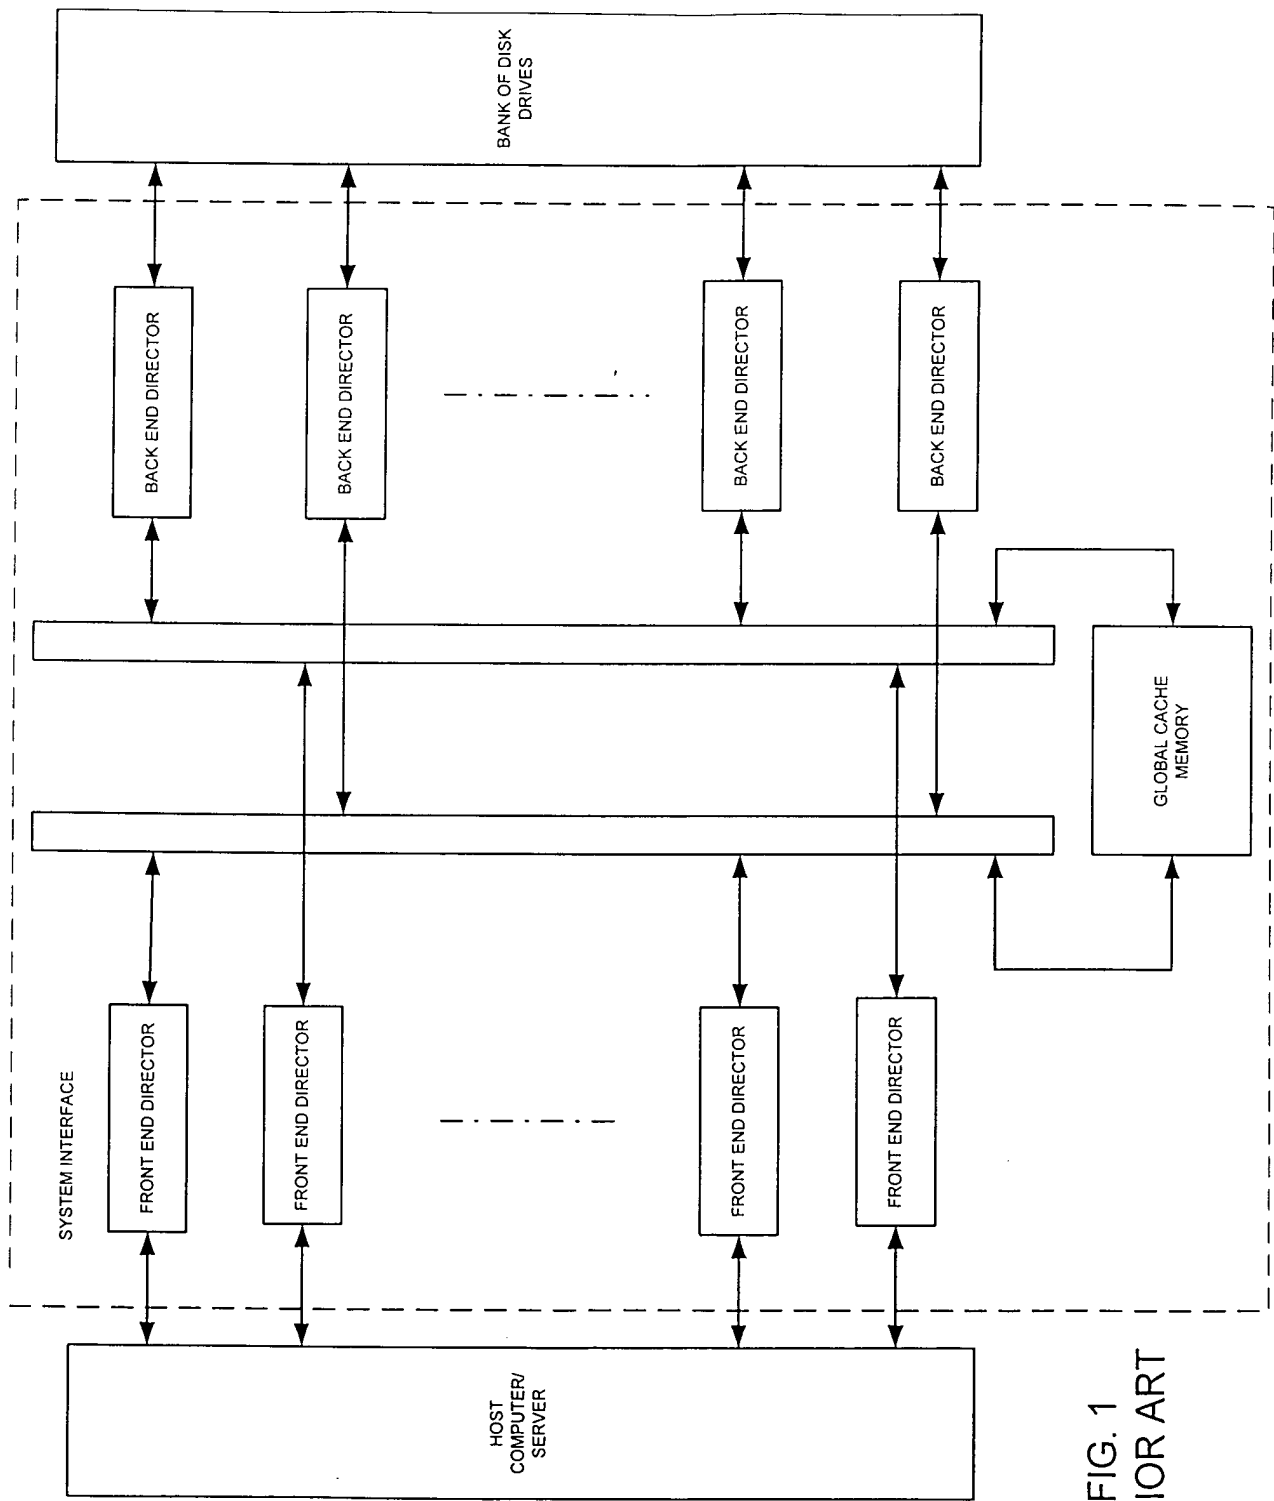 SYSTEM INTERFACE
HOST
COMPUTER/
SERVER
FRONT END DIRECTOR
FRONT END DIRECTOR
FRONT END DIRECTOR
FRONT END DIRECTOR
BACK END DIRECTOR
BACK END DIRECTOR
BACK END DIRECTOR
BACK END DIRECTOR
BANK OF DISK
DRIVES
GLOBAL CACHE
MEMORY
FIG. 1
IOR ART